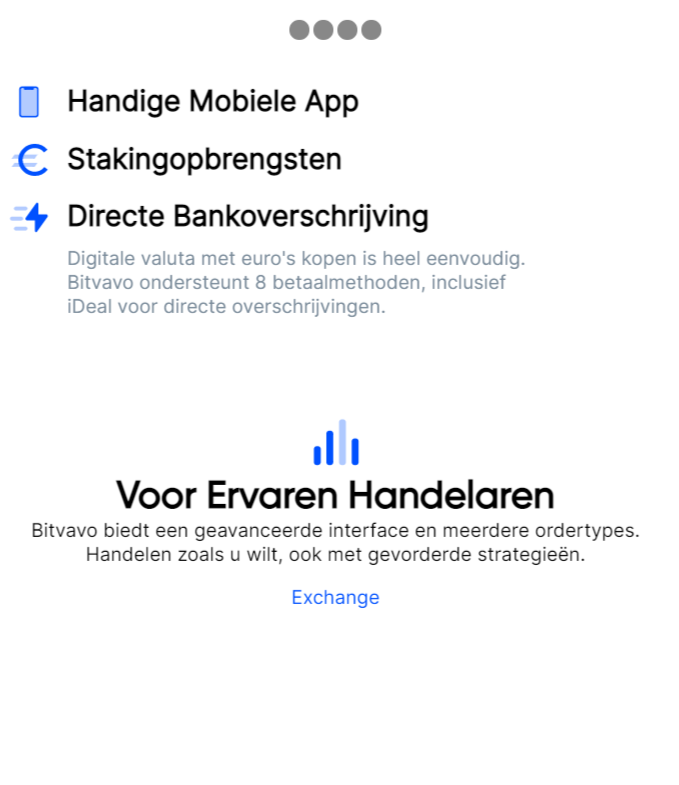 Handige Mobiele App
Stakingopbrengsten
Directe Bankoverschrijving
Digitale valuta met euro's kopen is heel eenvoudig.
Bitvavo ondersteunt 8 betaalmethoden, inclusief
iDeal voor directe overschrijvingen.
Voor Ervaren Handelaren
Bitvavo biedt een geavanceerde interface en meerdere ordertypes.
Handelen zoals u wilt, ook met gevorderde strategieën.
Exchange